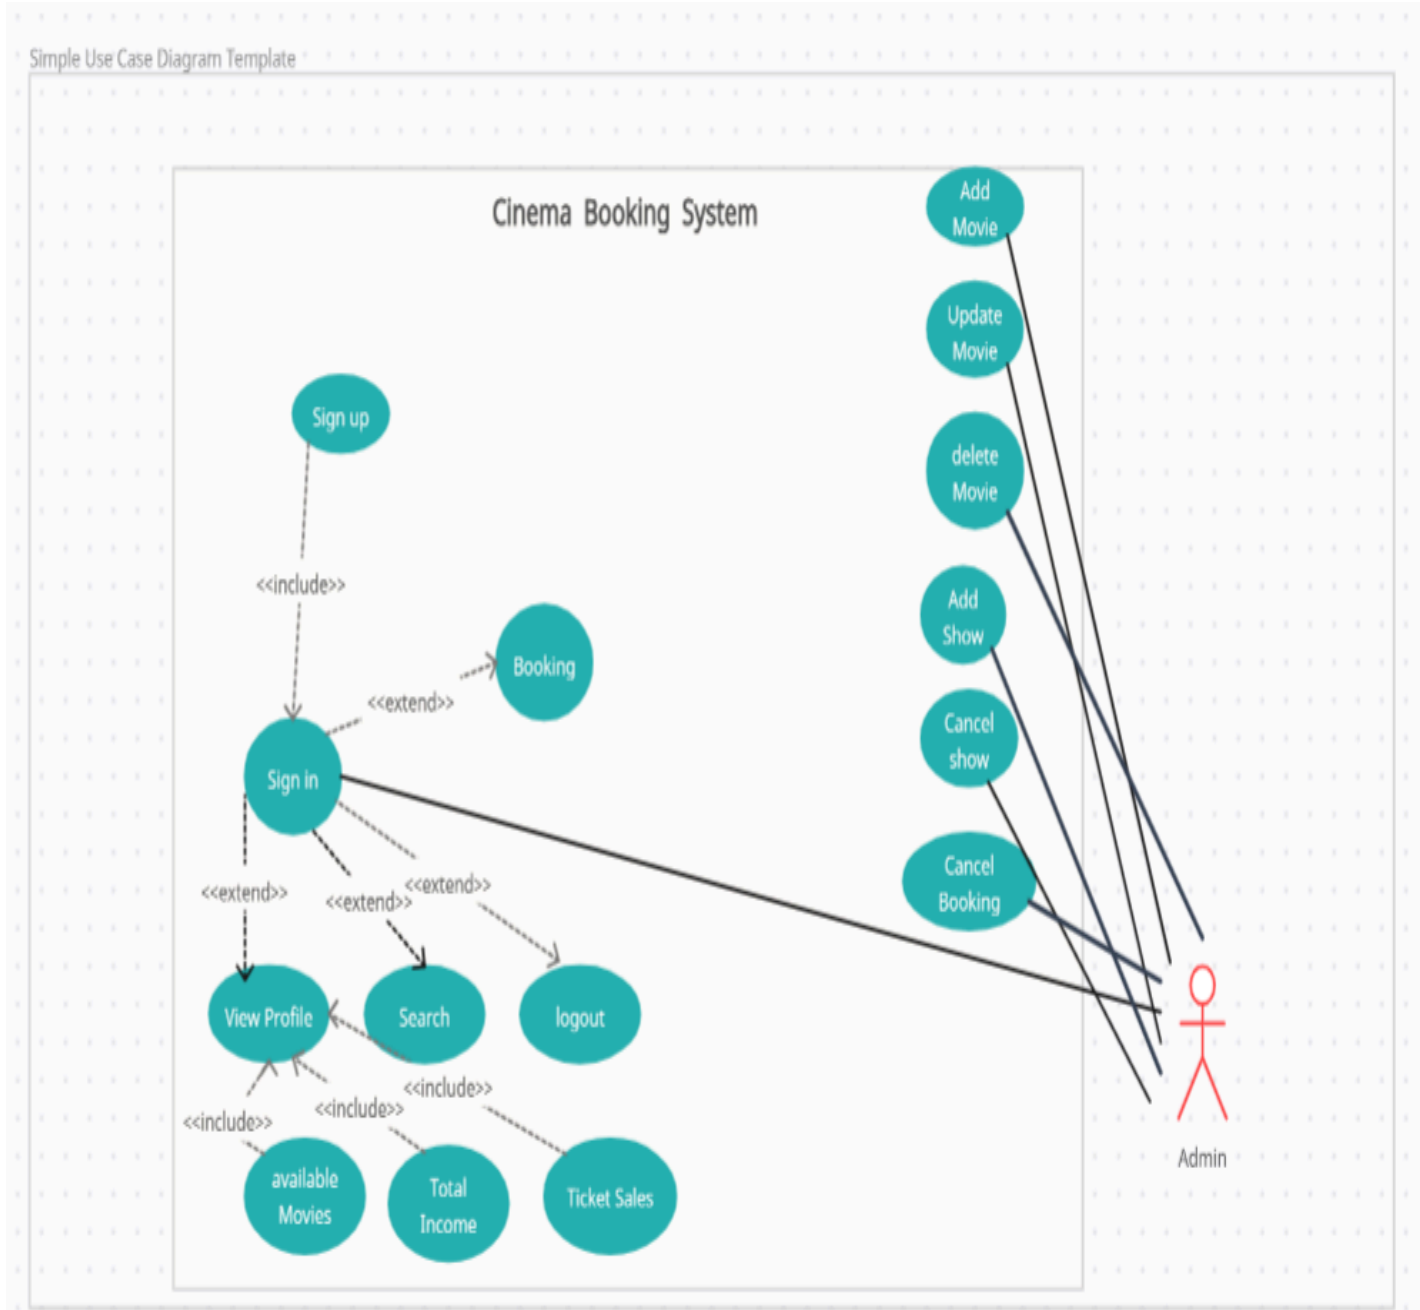 Simple Use Case Diagram Template
Cinema Booking System
Add
Movie
Update
Movie
Sign up
delete
Movie
<<include>>
Add
Show
Booking
<<extend>>
Cancel
show
Sign in
Cancel
Booking
<<extend>>
<<extend>>
<<extend>>
View Profile
Search
logout
<<include>>
<<include>>
<<include>>
available
Movies
Total
Income
Ticket Sales
Admin